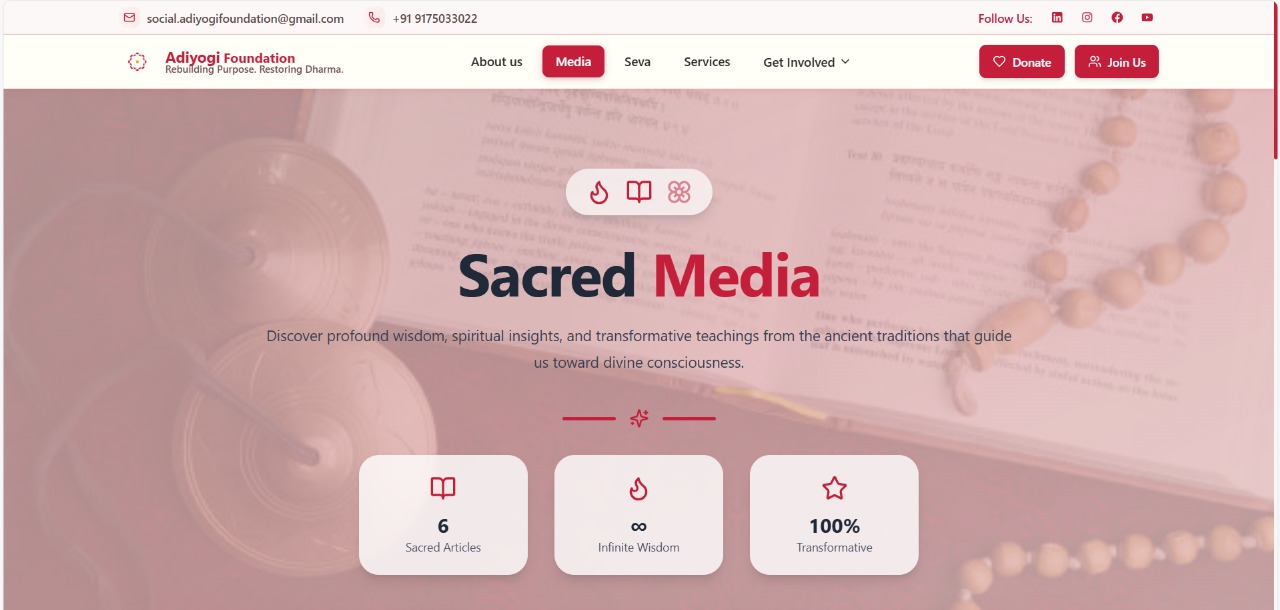 social.adiyogifoundation@gmail.com +91 9175033022 Follow Us:
Adiyogi Foundation
Rebuilding Purpose. Restoring Dharma.
About us Media Seva Services Get Involved Donate Join Us
Sacred Media
Discover profound wisdom, spiritual insights, and transformative teachings from the ancient traditions that guide
us toward divine consciousness.
6
Sacred Articles
∞
Infinite Wisdom
100%
Transformative